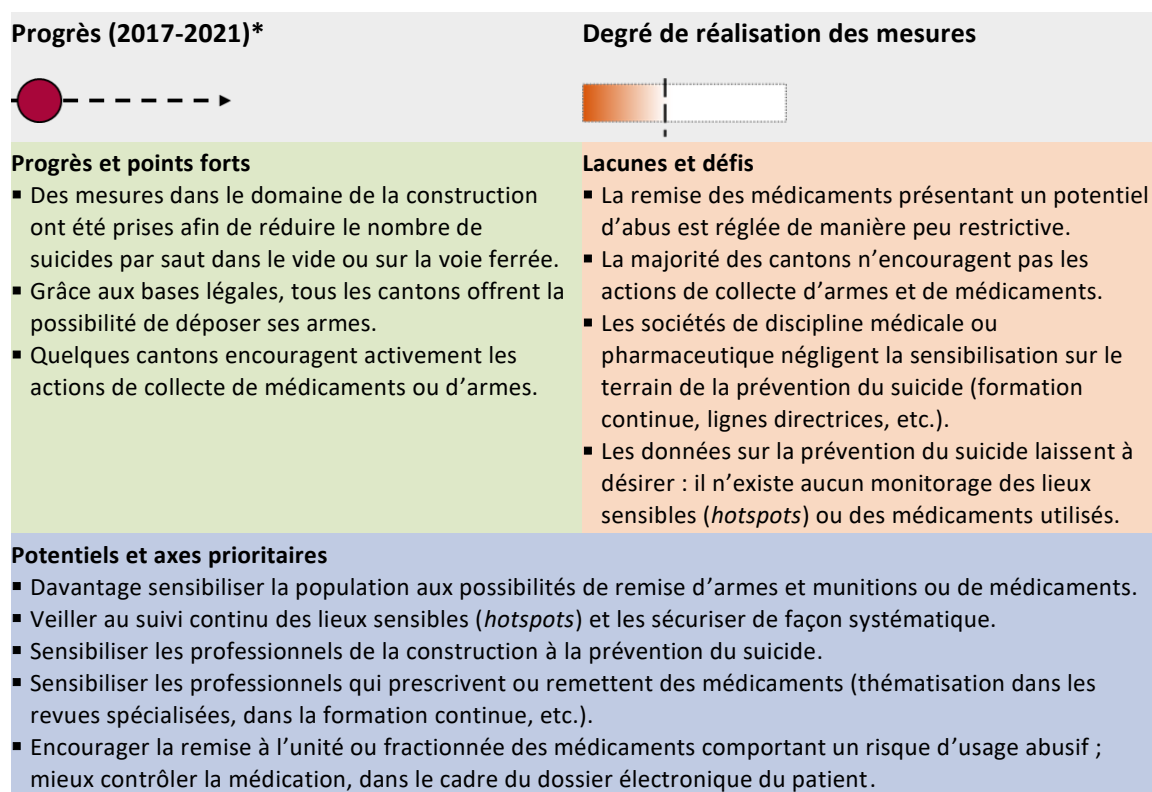 Progrès (2017-2021)*
Degré de réalisation des mesures
Progrès et points forts
▪ Des mesures dans le domaine de la construction
ont été prises afin de réduire le nombre de
suicides par saut dans le vide ou sur la voie ferrée.
▪ Grâce aux bases légales, tous les cantons offrent la
possibilité de déposer ses armes.
▪ Quelques cantons encouragent activement les
actions de collecte de médicaments ou d’armes.
Lacunes et défis
▪ La remise des médicaments présentant un potentiel
d’abus est réglée de manière peu restrictive.
▪ La majorité des cantons n’encouragent pas les
actions de collecte d’armes et de médicaments.
▪ Les sociétés de discipline médicale ou
pharmaceutique négligent la sensibilisation sur le
terrain de la prévention du suicide (formation
continue, lignes directrices, etc.).
▪ Les données sur la prévention du suicide laissent à
désirer : il n’existe aucun monitorage des lieux
sensibles (hotspots) ou des médicaments utilisés.
Potentiels et axes prioritaires
▪ Davantage sensibiliser la population aux possibilités de remise d’armes et munitions ou de médicaments.
▪ Veiller au suivi continu des lieux sensibles (hotspots) et les sécuriser de façon systématique.
▪ Sensibiliser les professionnels de la construction à la prévention du suicide.
▪ Sensibiliser les professionnels qui prescrivent ou remettent des médicaments (thématisation dans les
revues spécialisées, dans la formation continue, etc.).
▪ Encourager la remise à l’unité ou fractionnée des médicaments comportant un risque d’usage abusif ;
mieux contrôler la médication, dans le cadre du dossier électronique du patient.